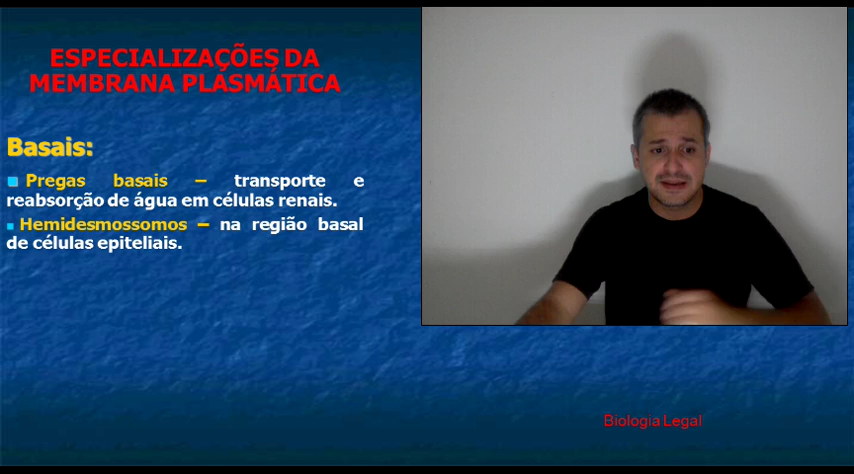 ESPECIALIZAÇÕES DA
MEMBRANA PLASMÁTICA
Basais:
Pregas basais – transporte e
reabsorção de água em células renais.
Hemidesmossomos – na região basal
de células epiteliais.
Biologia Legal